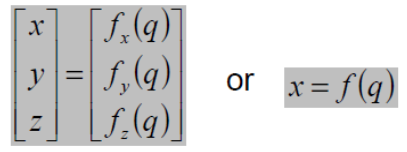 x = f_x(q)
y = f_y(q) or x = f(q)
z = f_z(q)